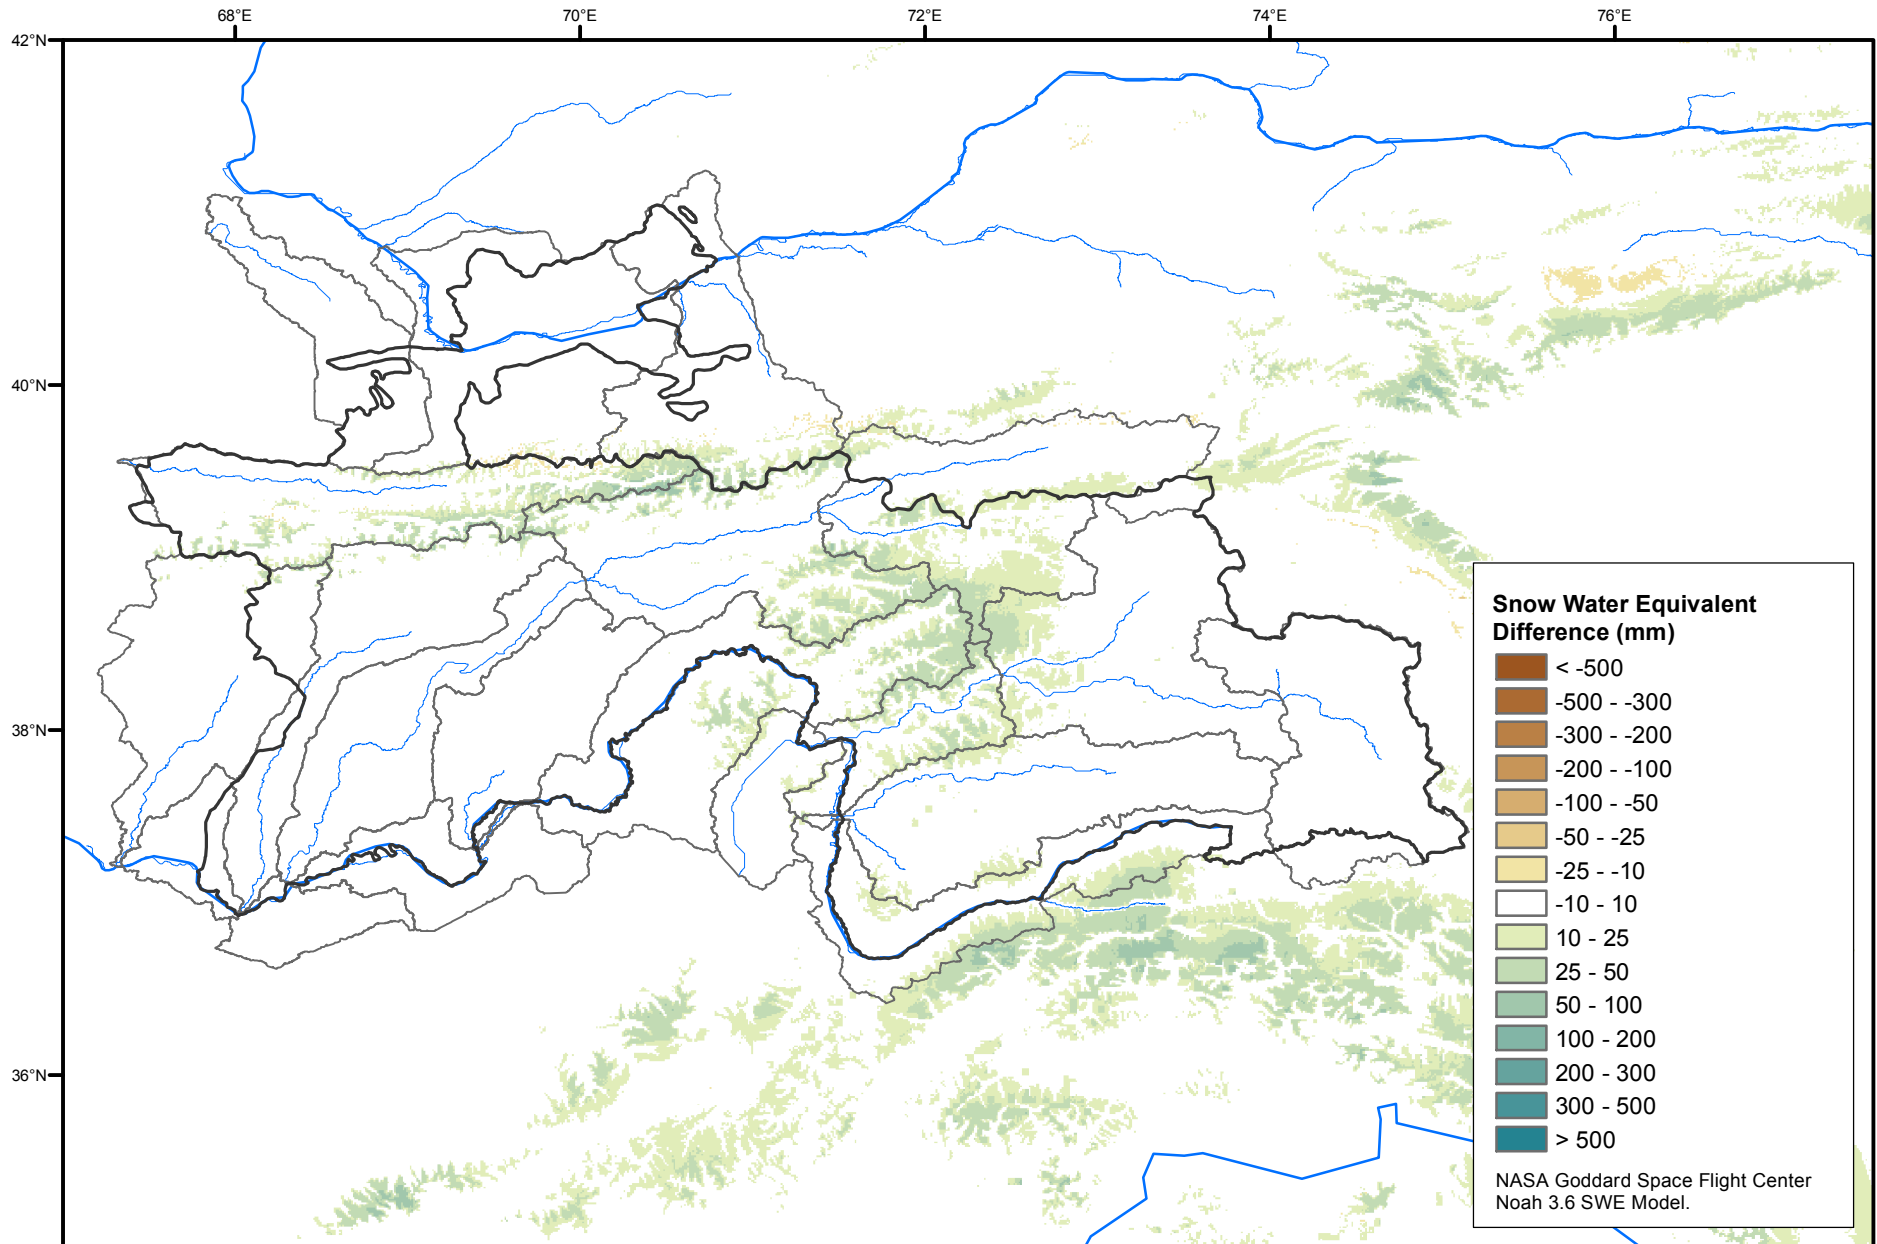 68°E
70°E
72°E
74°E
76°E
42°N
40°N
38°N
36°N
Snow Water Equivalent
Difference (mm)
< -500
-500 - -300
-300 - -200
-200 - -100
-100 - -50
-50 - -25
-25 - -10
-10 - 10
10 - 25
25 - 50
50 - 100
100 - 200
200 - 300
300 - 500
> 500
NASA Goddard Space Flight Center
Noah 3.6 SWE Model.